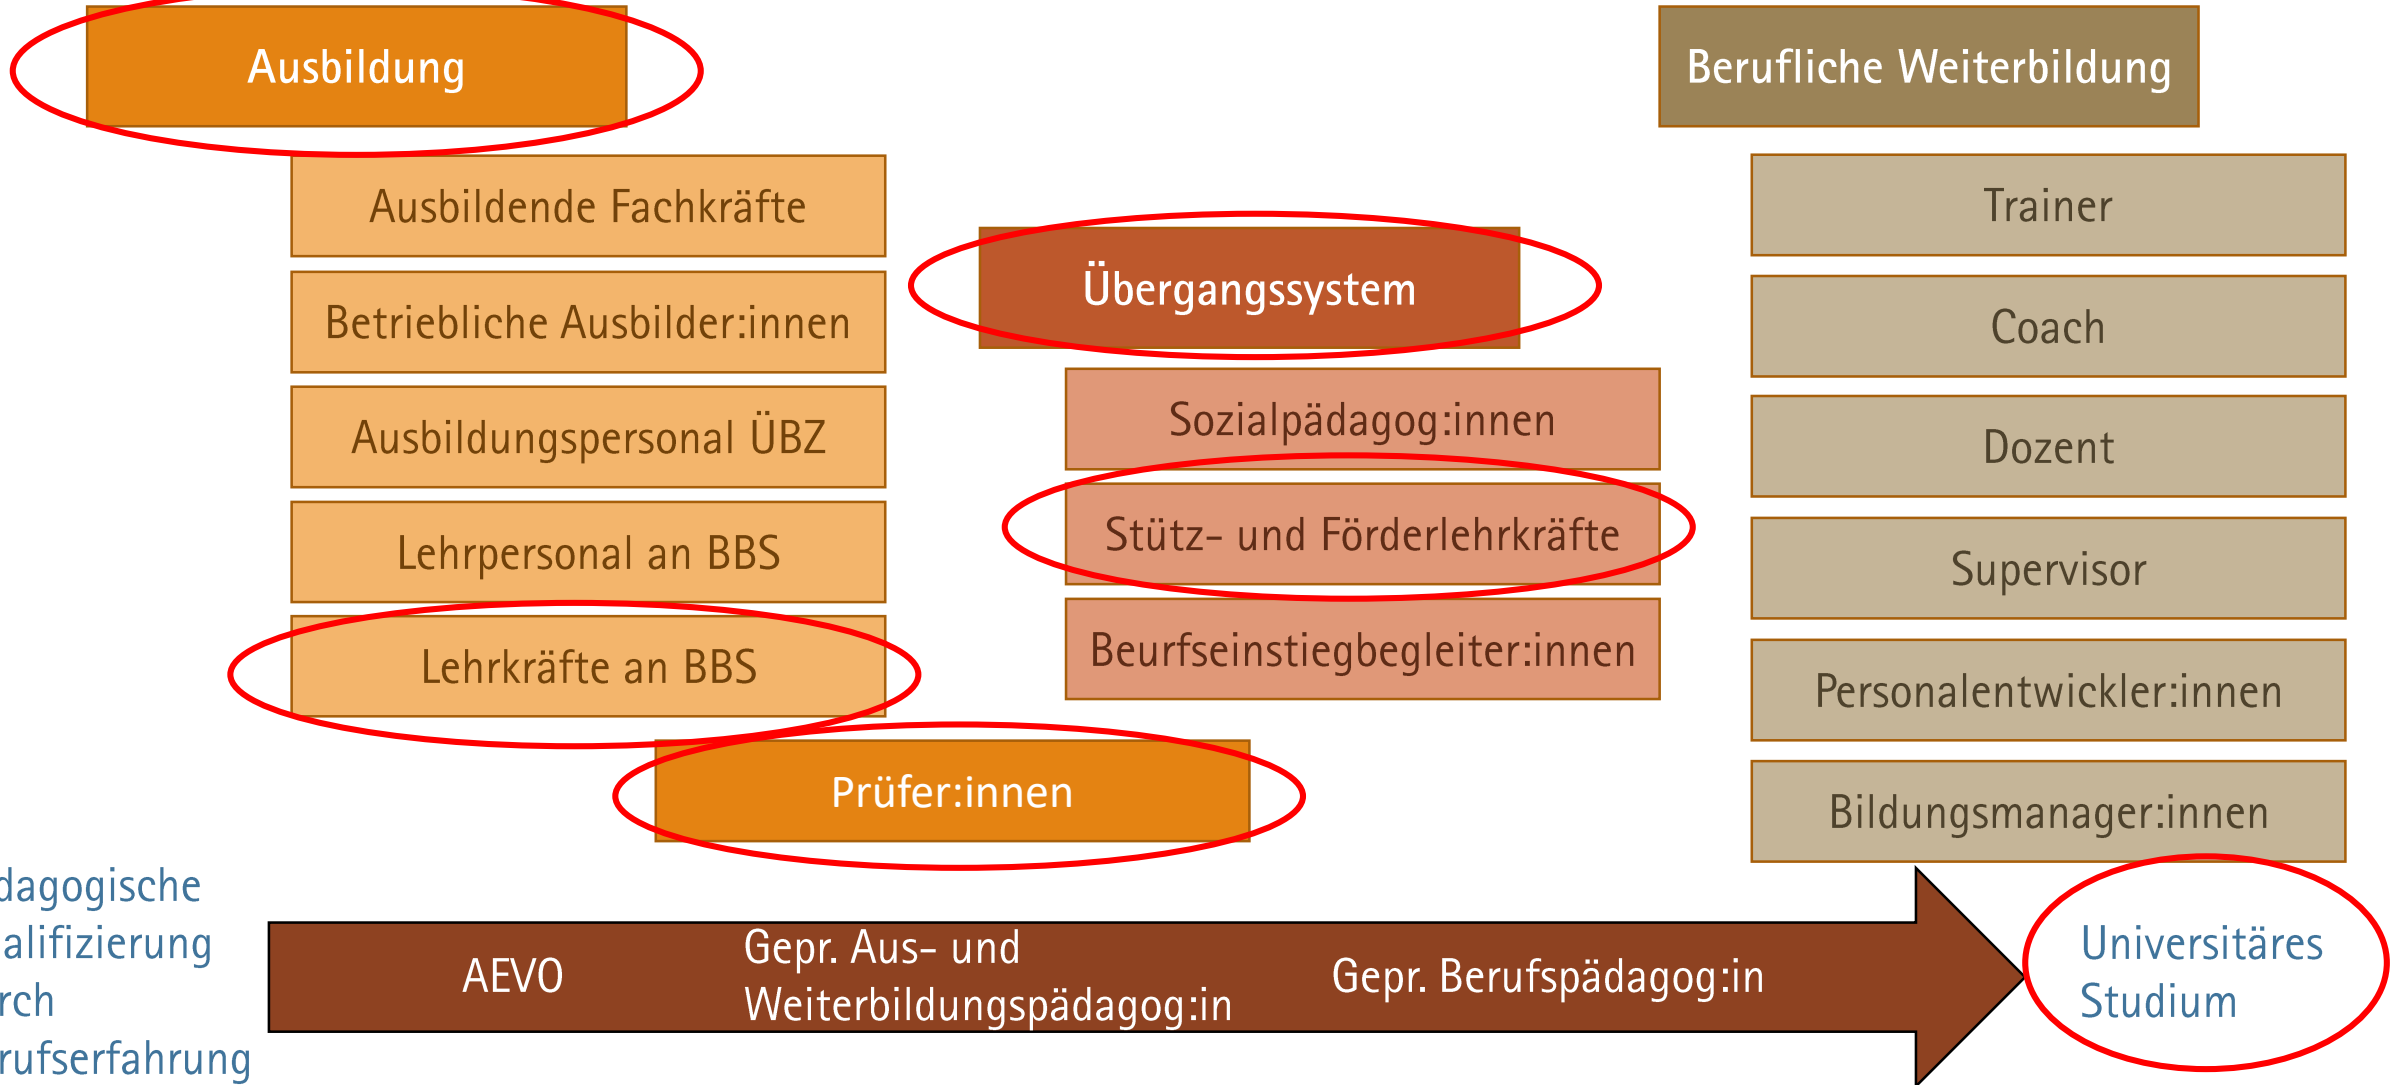 Ausbildung
Ausbildende Fachkräfte
Betriebliche Ausbilder:innen
Ausbildungspersonal ÜBZ
Lehrpersonal an BBS
Lehrkräfte an BBS
Prüfer:innen
Übergangssystem
Sozialpädagog:innen
Stütz- und Förderlehrkräfte
Beurfseinstiegbegleiter:innen
Berufliche Weiterbildung
Trainer
Coach
Dozent
Supervisor
Personalentwickler:innen
Bildungsmanager:innen
dagogische
alifizierung
rch
rufserfahrung
AEVO
Gepr. Aus- und
Weiterbildungspädagog:in
Gepr. Berufspädagog:in
Universitäres
Studium